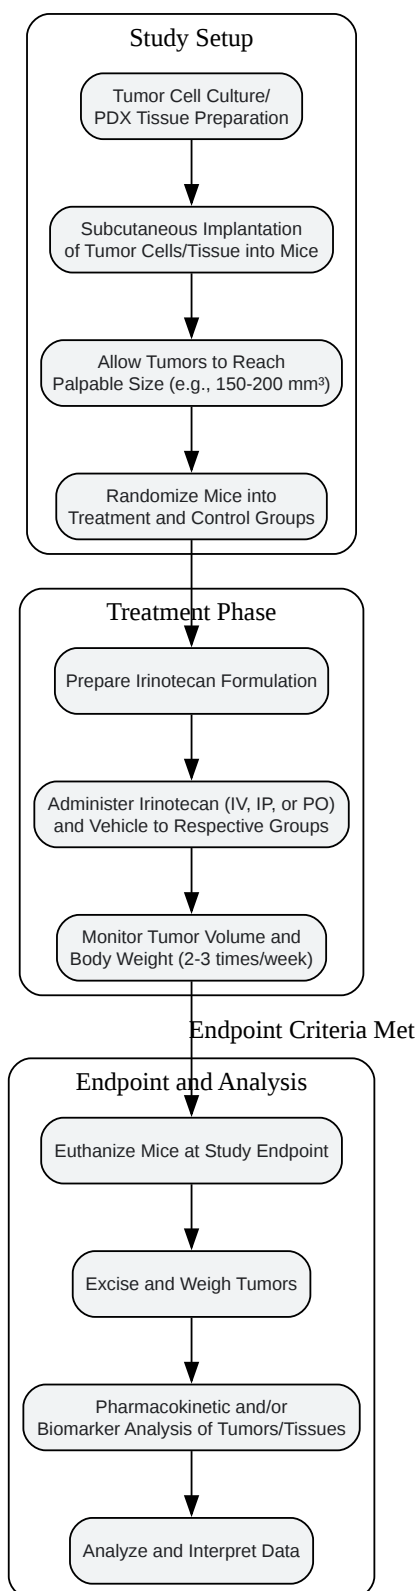 Study Setup
Tumor Cell Culture/
PDX Tissue Preparation
Subcutaneous Implantation
of Tumor Cells/Tissue into Mice
Allow Tumors to Reach
Palpable Size (e.g., 150-200 mm³)
Randomize Mice into
Treatment and Control Groups
Treatment Phase
Prepare Irinotecan Formulation
Administer Irinotecan (IV, IP, or PO)
and Vehicle to Respective Groups
Monitor Tumor Volume and
Body Weight (2-3 times/week)
Endpoint Criteria Met
Endpoint and Analysis
Euthanize Mice at Study Endpoint
Excise and Weigh Tumors
Pharmacokinetic and/or
Biomarker Analysis of Tumors/Tissues
Analyze and Interpret Data